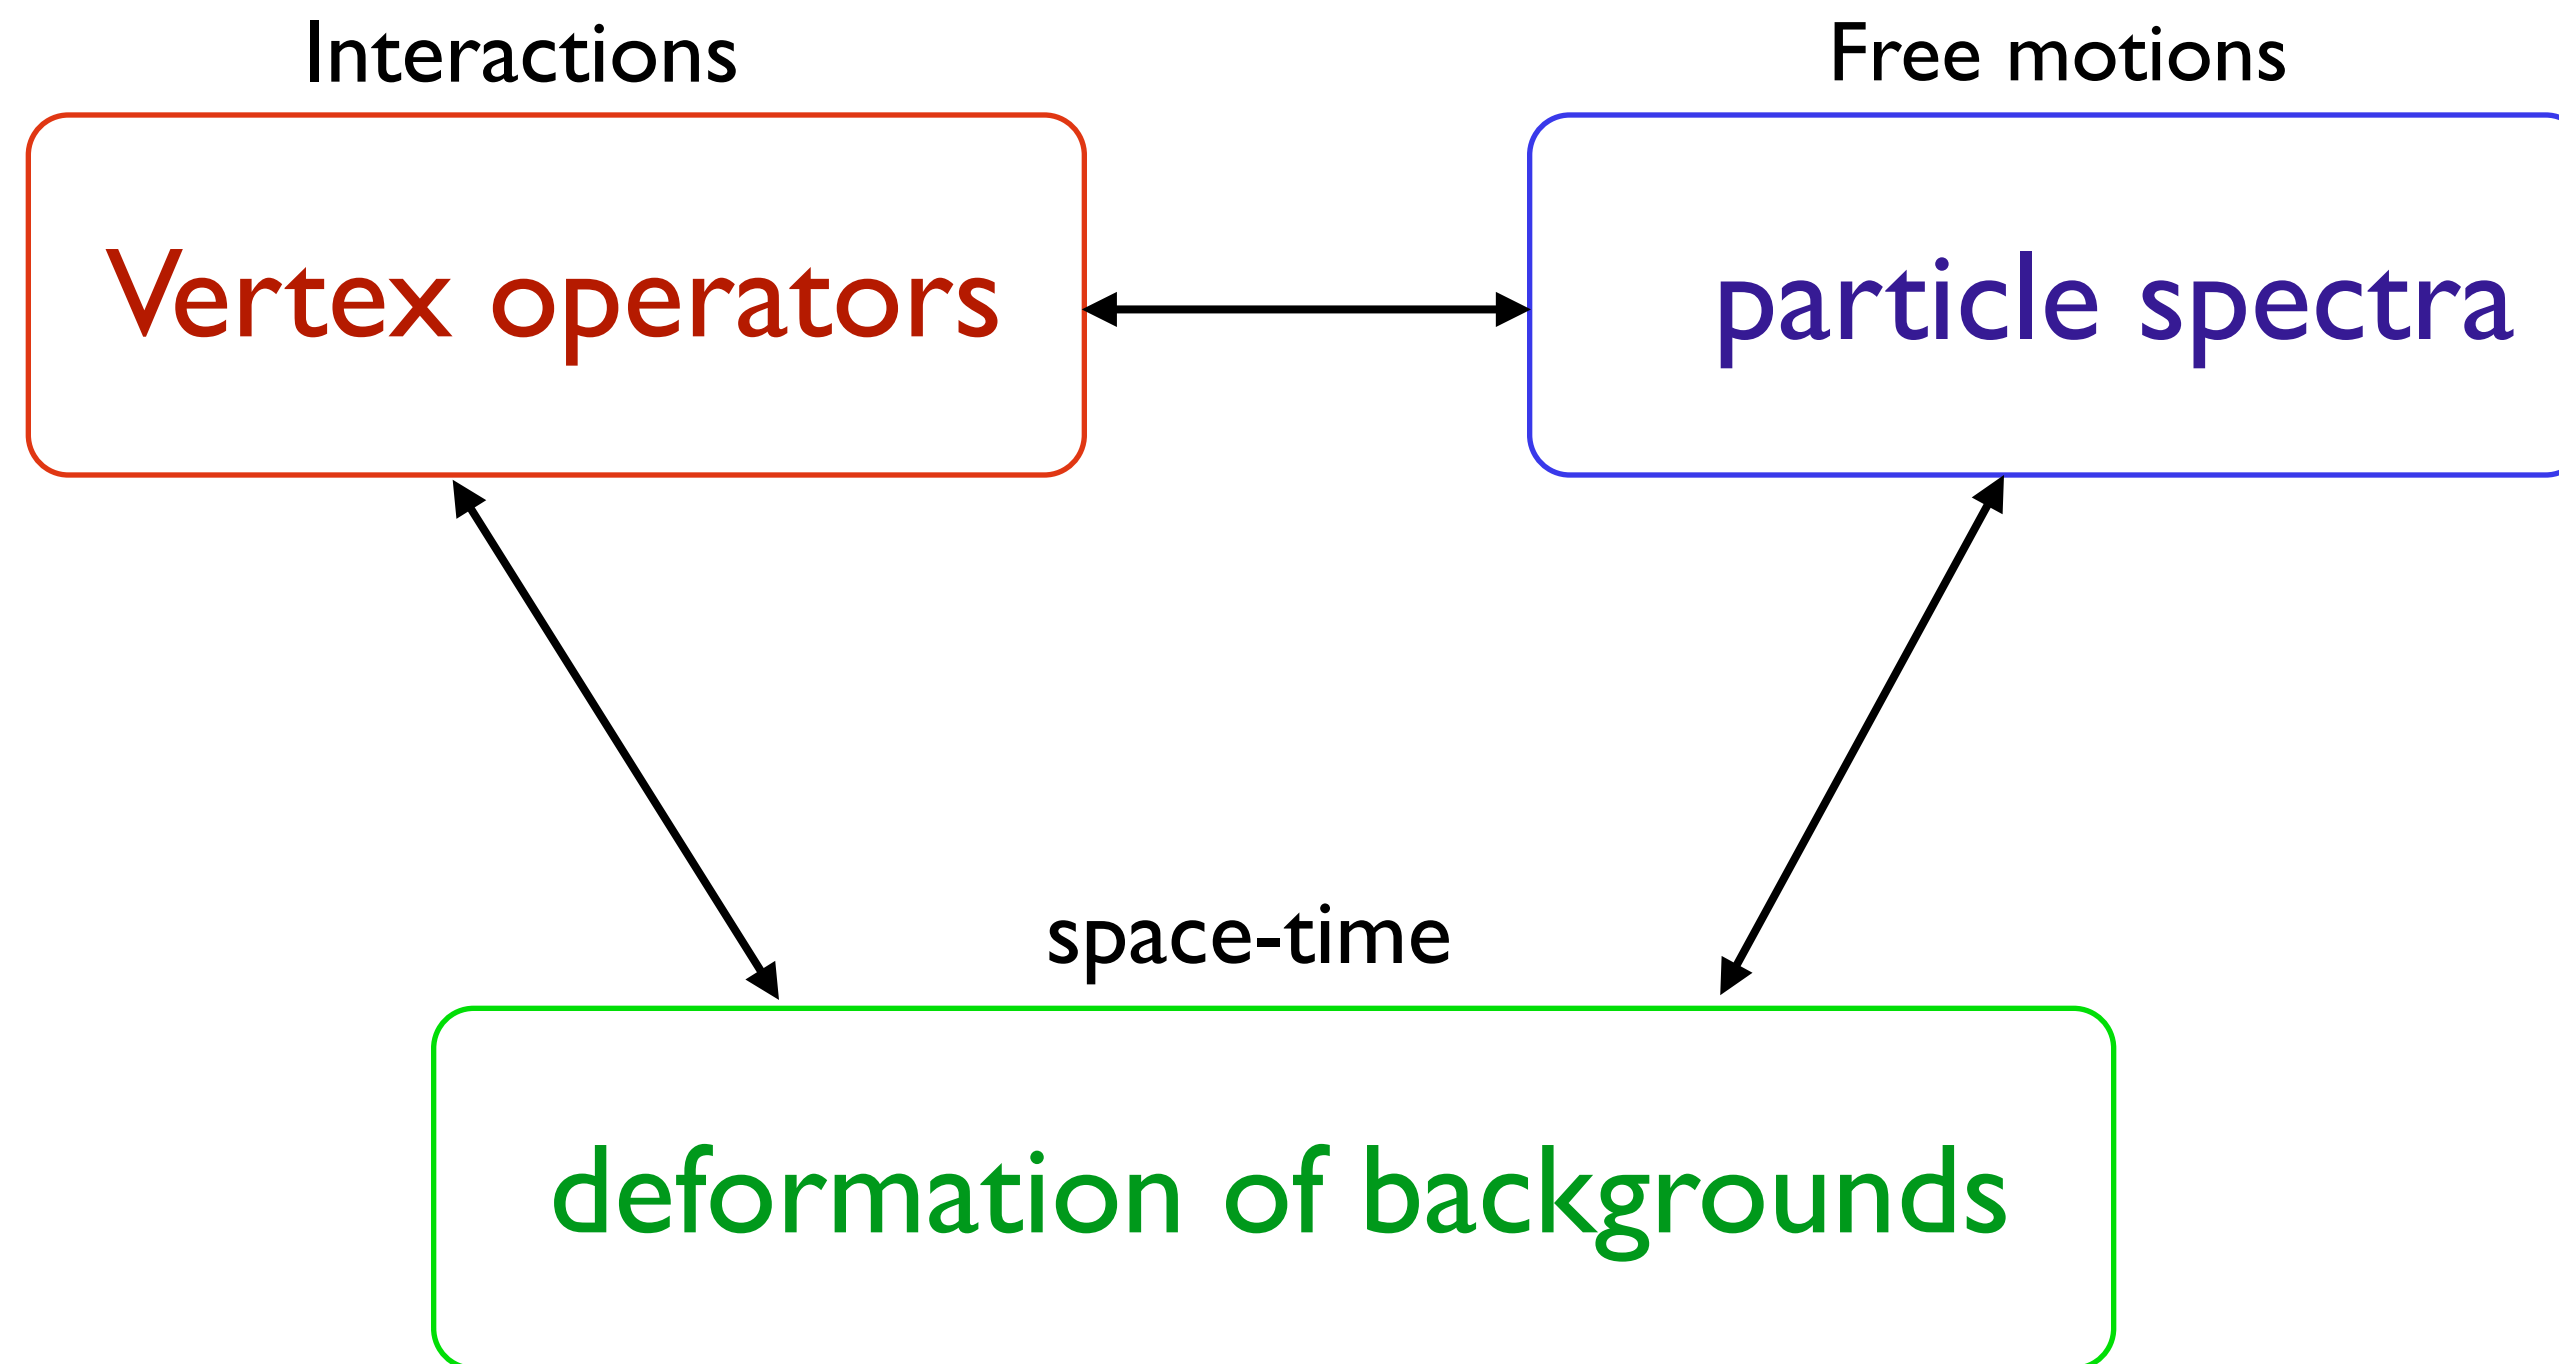 Interactions
Free motions
Vertex operators
particle spectra
space-time
deformation of backgrounds